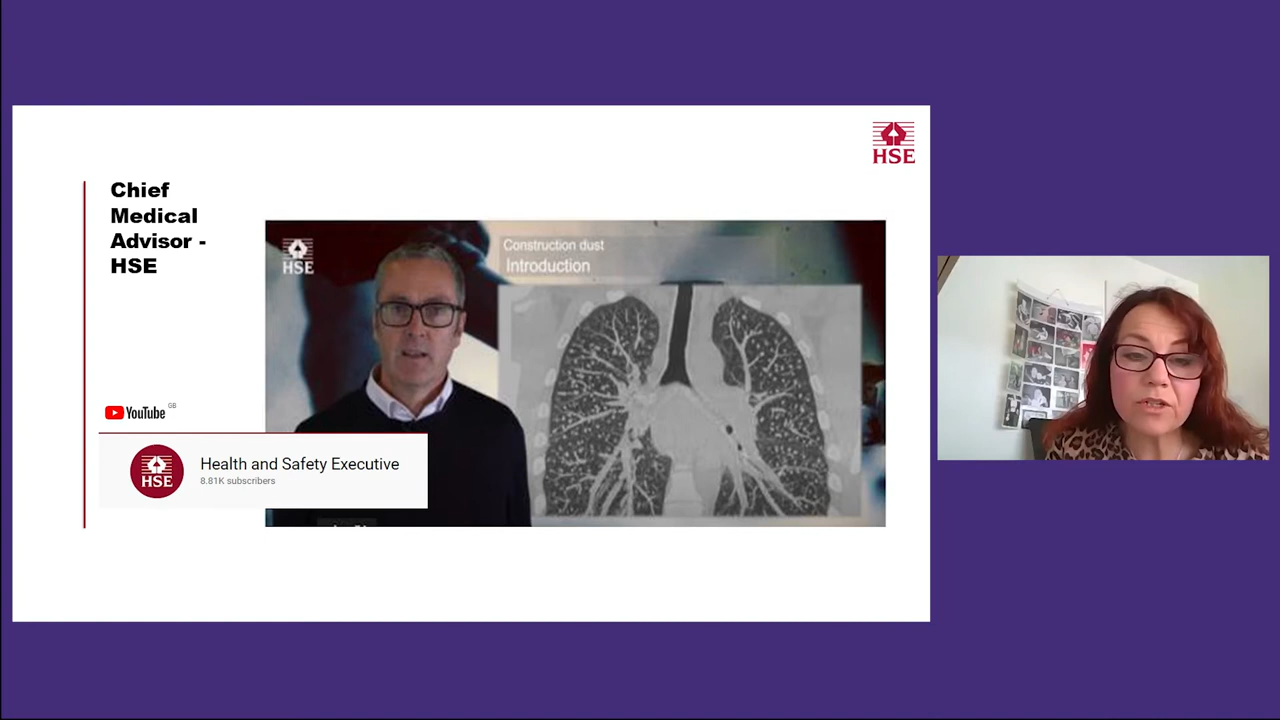 HSE
Chief
Medical
Advisor -
HSE
HSE
Construction dust
Introduction
YouTube GB
HSE
Health and Safety Executive
8.81K subscribers